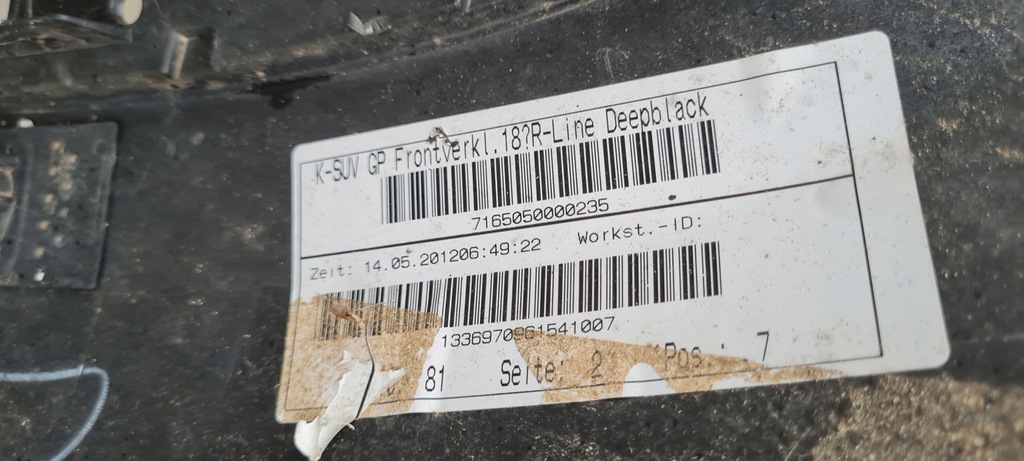 K-SUV GP Frontverkl.18?R-Line Deepblack
7165050000235
Zeit: 14.05.201206:49:22 Workst.-ID:
1336970961541007
81 Seite: 2 Pos.: 7